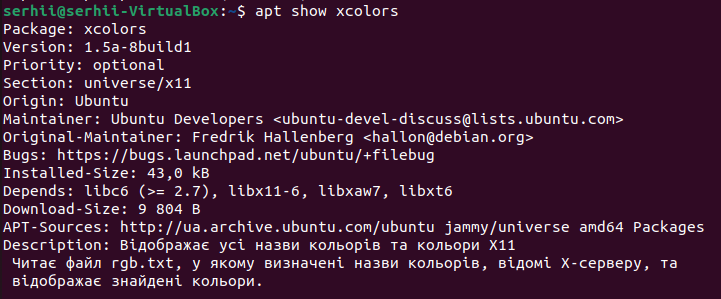 serhii@serhii-VirtualBox:~$ apt show xcolors
Package: xcolors
Version: 1.5a-8build1
Priority: optional
Section: universe/x11
Origin: Ubuntu
Maintainer: Ubuntu Developers <ubuntu-devel-discuss@lists.ubuntu.com>
Original-Maintainer: Fredrik Hallenberg <hallon@debian.org>
Bugs: https://bugs.launchpad.net/ubuntu/+filebug
Installed-Size: 43,0 kB
Depends: libc6 (>= 2.7), libx11-6, libxaw7, libxt6
Download-Size: 9 804 B
APT-Sources: http://ua.archive.ubuntu.com/ubuntu jammy/universe amd64 Packages
Description: Відображає усі назви кольорів та кольори X11
 Читає файл rgb.txt, у якому визначені назви кольорів, відомі X-серверу, та
 відображає знайдені кольори.